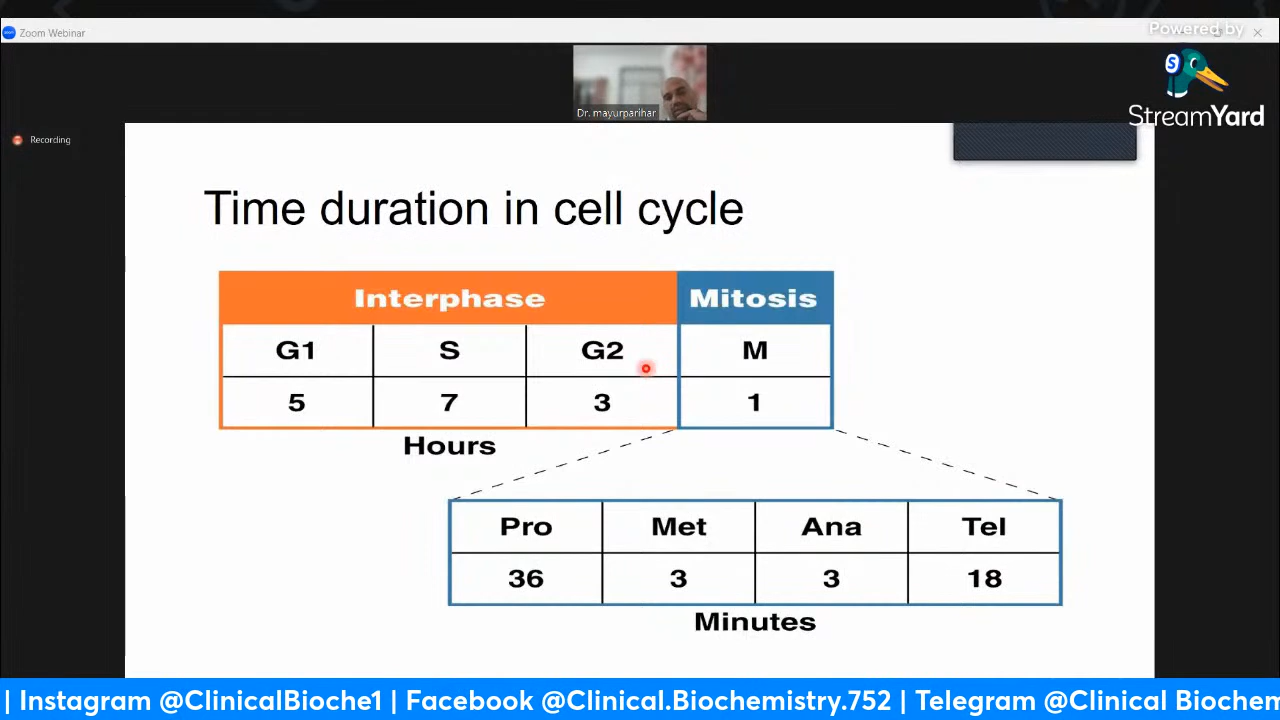 Zoom Webinar
Powered by
StreamYard
Dr. mayurparihar
Recording
Time duration in cell cycle
Interphase Mitosis
G1 S G2 M
5 7 3 1
Hours
Pro Met Ana Tel
36 3 3 18
Minutes
| Instagram @ClinicalBioche1 | Facebook @Clinical.Biochemistry.752 | Telegram @Clinical Biochem